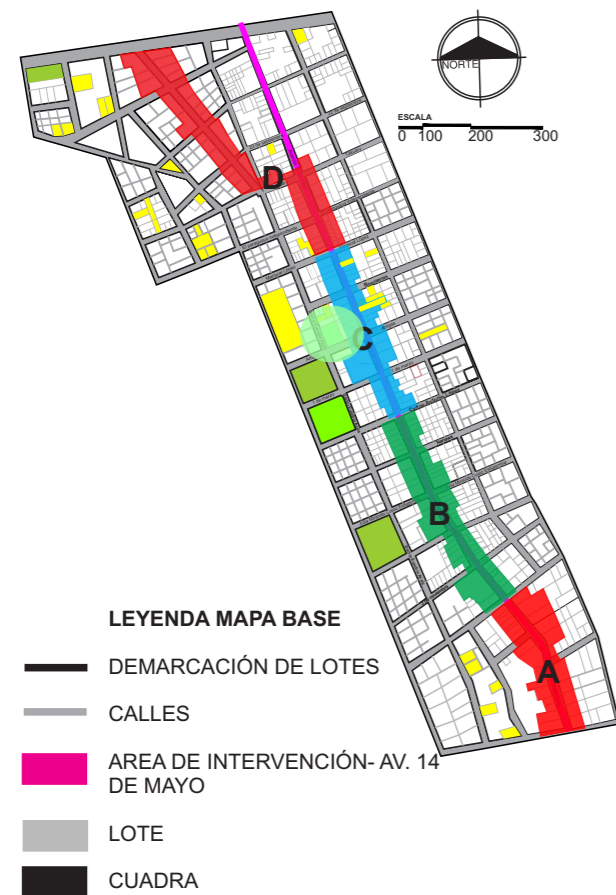 NORTE
ESCALA
0 100 200 300
D
C
B
A
LEYENDA MAPA BASE
DEMARCACIÓN DE LOTES
CALLES
AREA DE INTERVENCIÓN- AV. 14
DE MAYO
LOTE
CUADRA